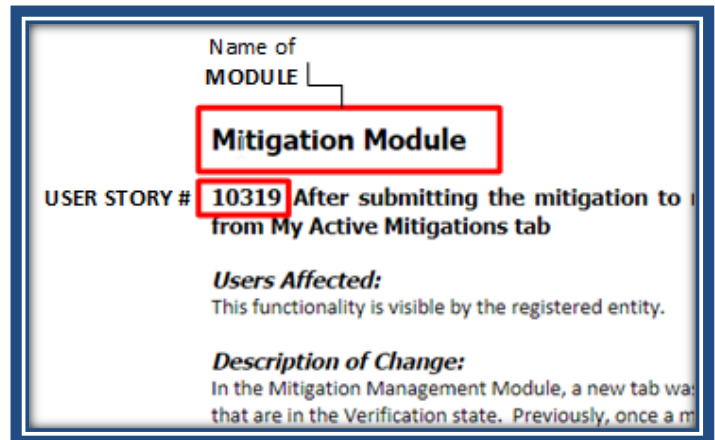 Name of
MODULE
Mitigation Module
USER STORY # 10319 After submitting the mitigation to
from My Active Mitigations tab
Users Affected:
This functionality is visible by the registered entity.
Description of Change:
In the Mitigation Management Module, a new tab was
that are in the Verification state. Previously, once a